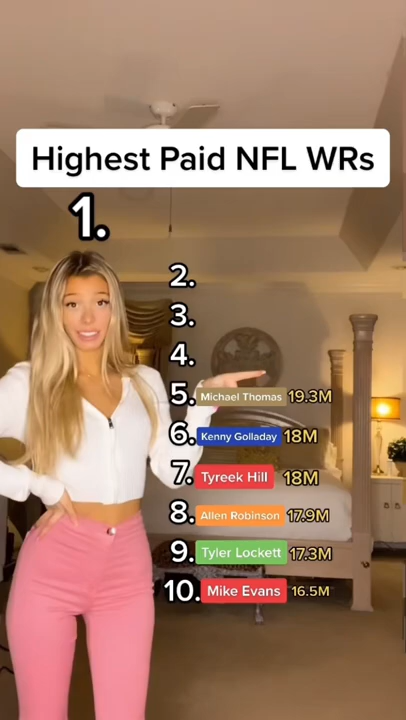 Highest Paid NFL WRs
1.
2.
3.
4.
5. Michael Thomas 19.3M
6. Kenny Golladay 18M
7. Tyreek Hill 18M
8. Allen Robinson 17.9M
9. Tyler Lockett 17.3M
10. Mike Evans 16.5M